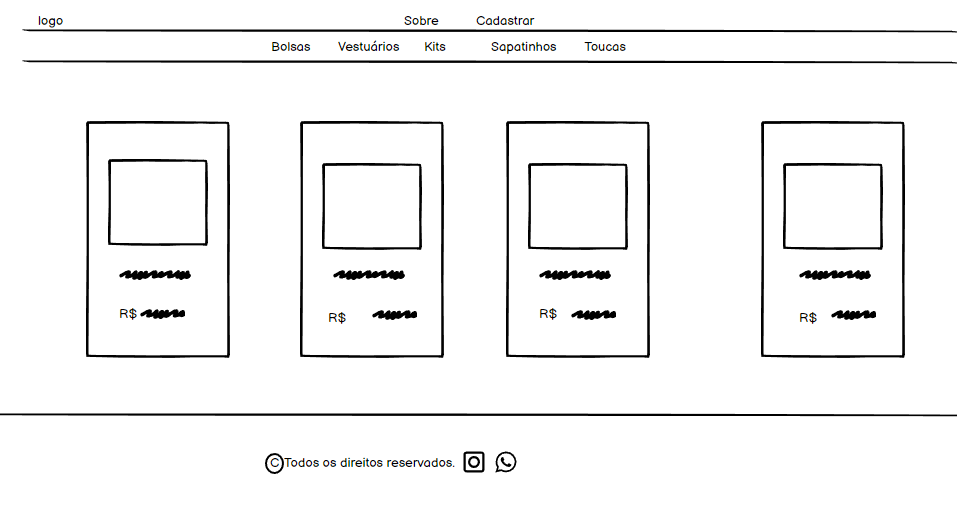 logo Sobre Cadastrar
Bolsas Vestuários Kits Sapatinhos Toucas
R$ R$ R$ R$
©Todos os direitos reservados.